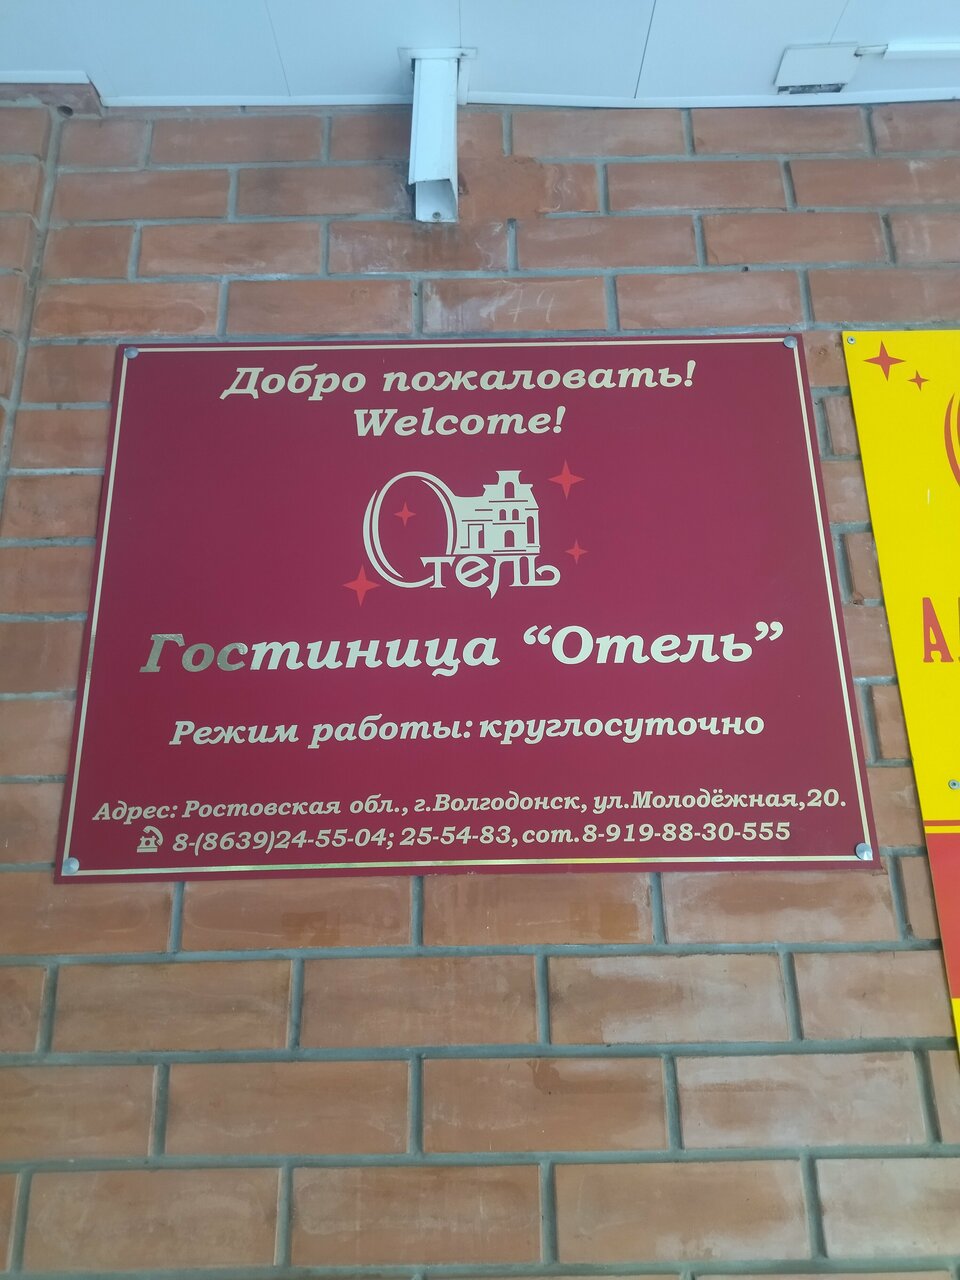 Добро пожаловать!
Welcome!
Отель
Гостиница “Отель”
Режим работы: круглосуточно
Адрес: Ростовская обл., г.Волгодонск, ул.Молодёжная,20.
8-(8639)24-55-04; 25-54-83, сот. 8-919-88-30-555